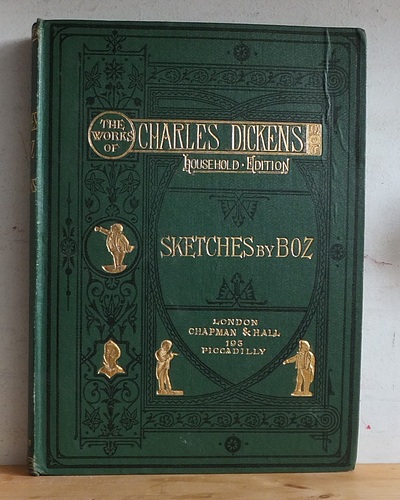 THE
WORKS
OF
CHARLES DICKENS
HOUSEHOLD · EDITION
SKETCHES BY BOZ
LONDON
CHAPMAN & HALL
193
PICCADILLY